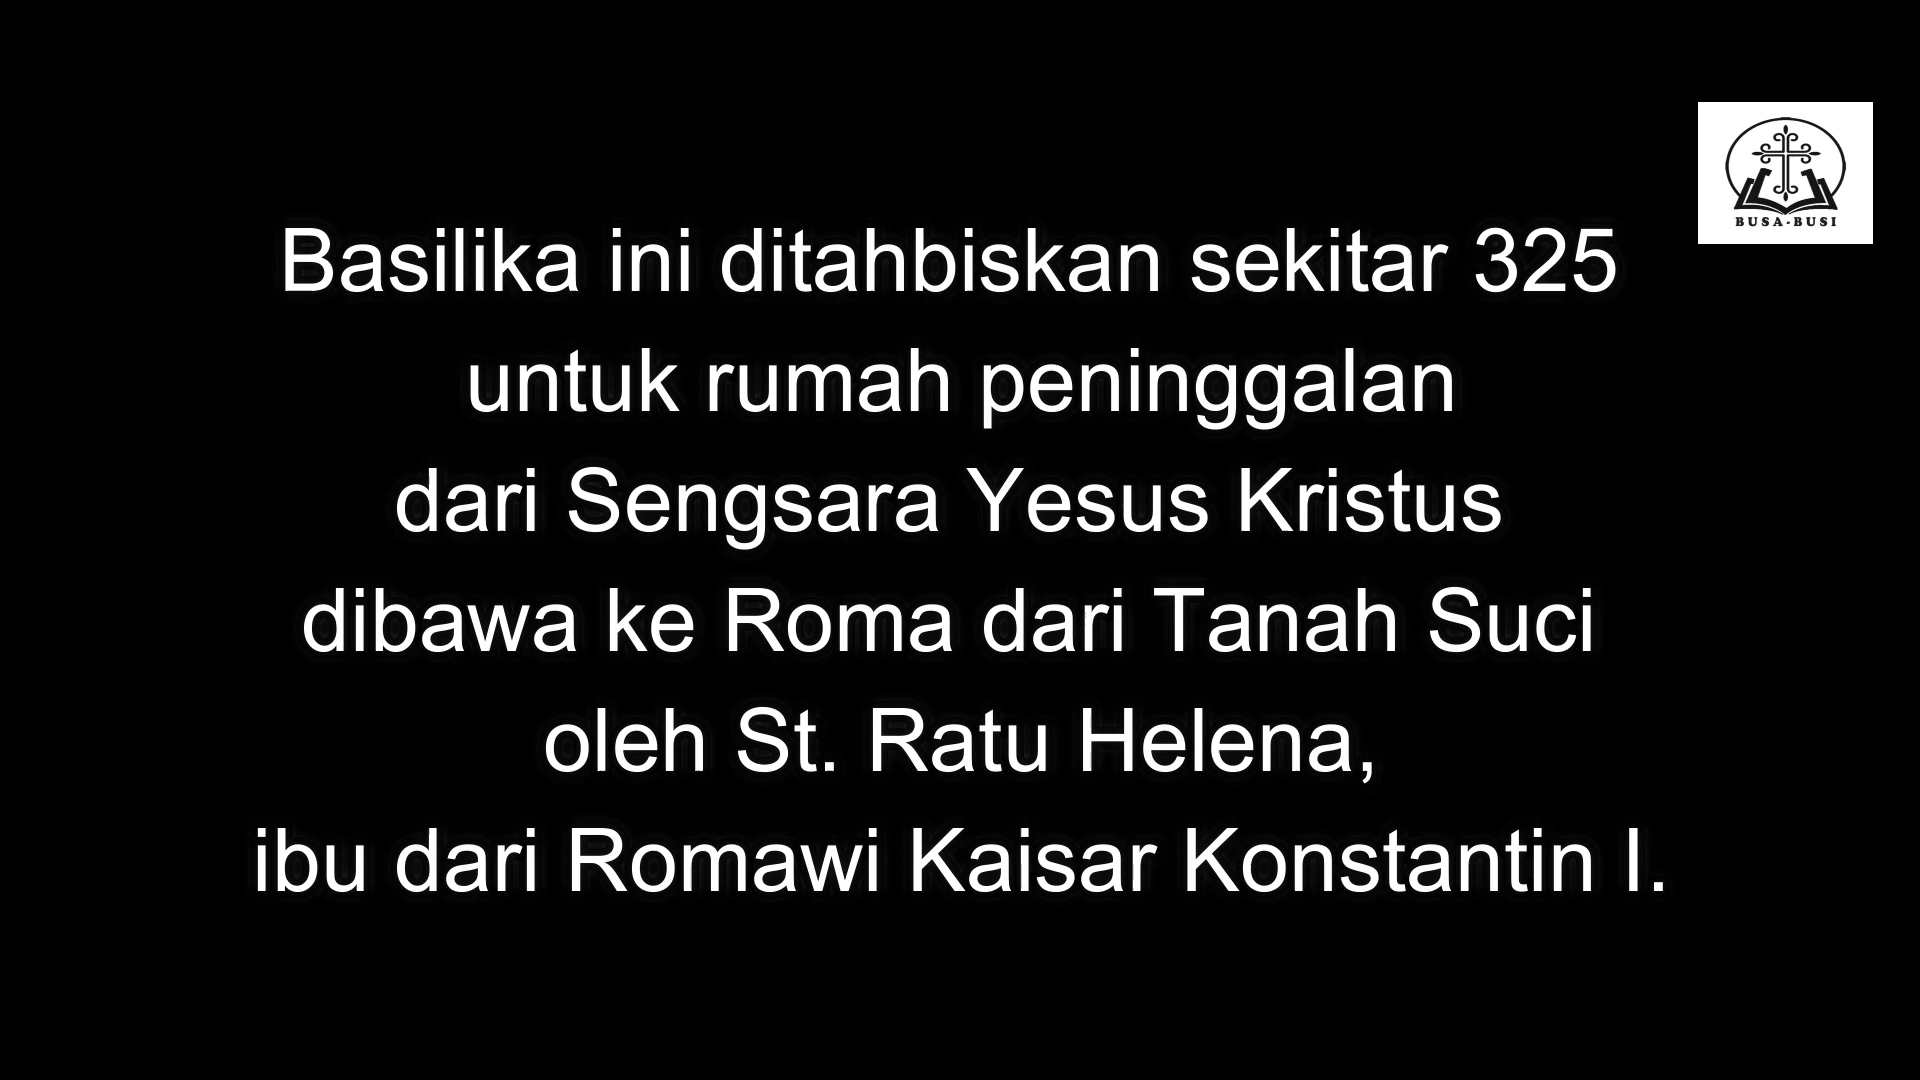 BUSA-BUSI
Basilika ini ditahbiskan sekitar 325
untuk rumah peninggalan
dari Sengsara Yesus Kristus
dibawa ke Roma dari Tanah Suci
oleh St. Ratu Helena,
ibu dari Romawi Kaisar Konstantin I.